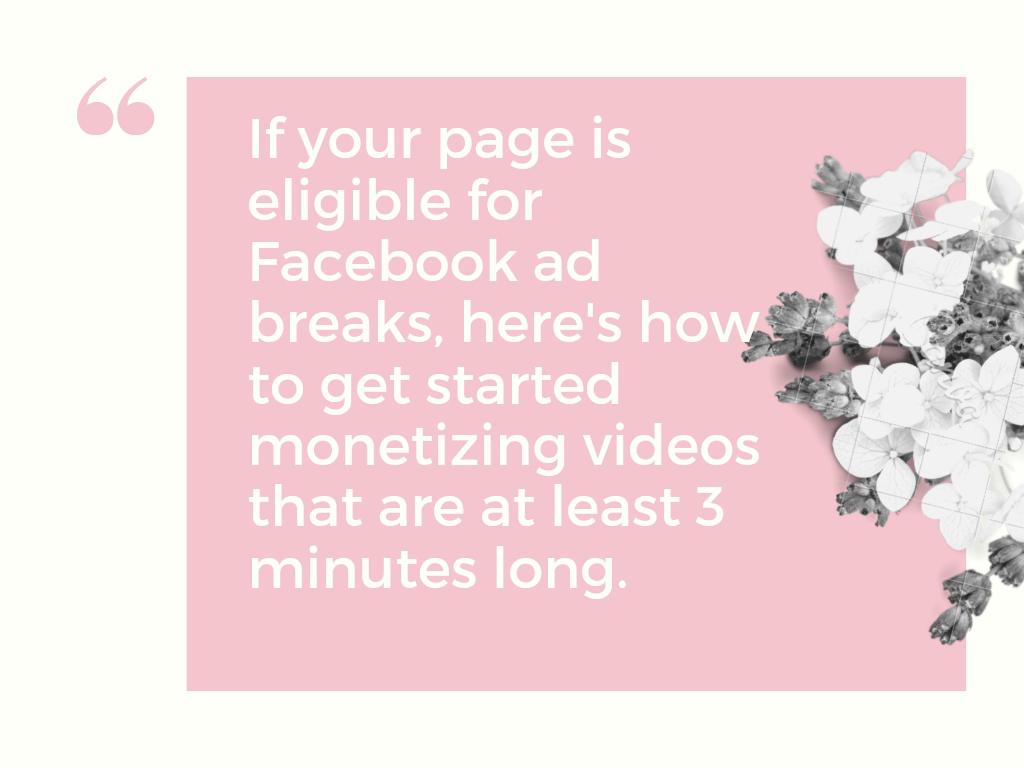 “
If your page is
eligible for
Facebook ad
breaks, here's how
to get started
monetizing videos
that are at least 3
minutes long.